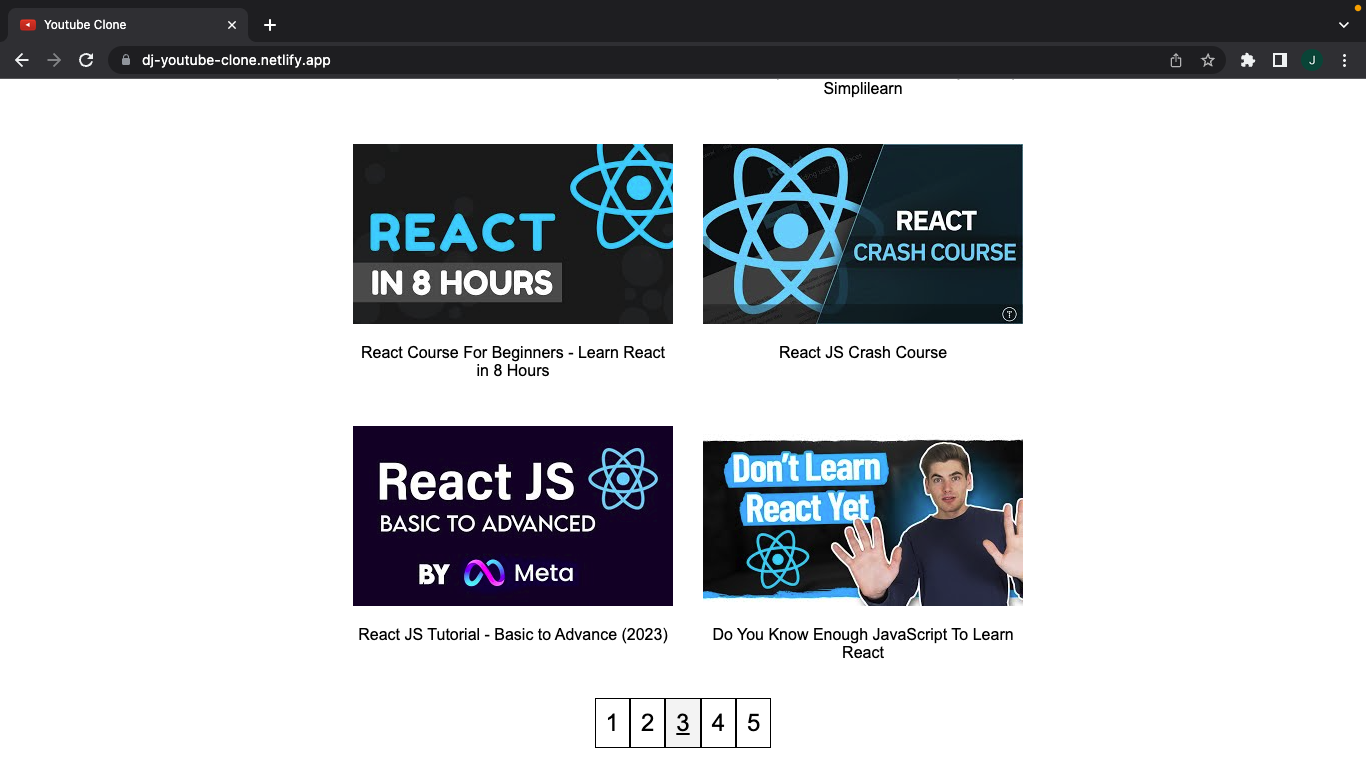 Youtube Clone
dj-youtube-clone.netlify.app
J
Simplilearn
REACT
IN 8 HOURS
REACT
CRASH COURSE
T
React Course For Beginners - Learn React
in 8 Hours
React JS Crash Course
React JS
BASIC TO ADVANCED
BY Meta
Don't Learn
React Yet
React JS Tutorial - Basic to Advance (2023)
Do You Know Enough JavaScript To Learn
React
1 2 3 4 5